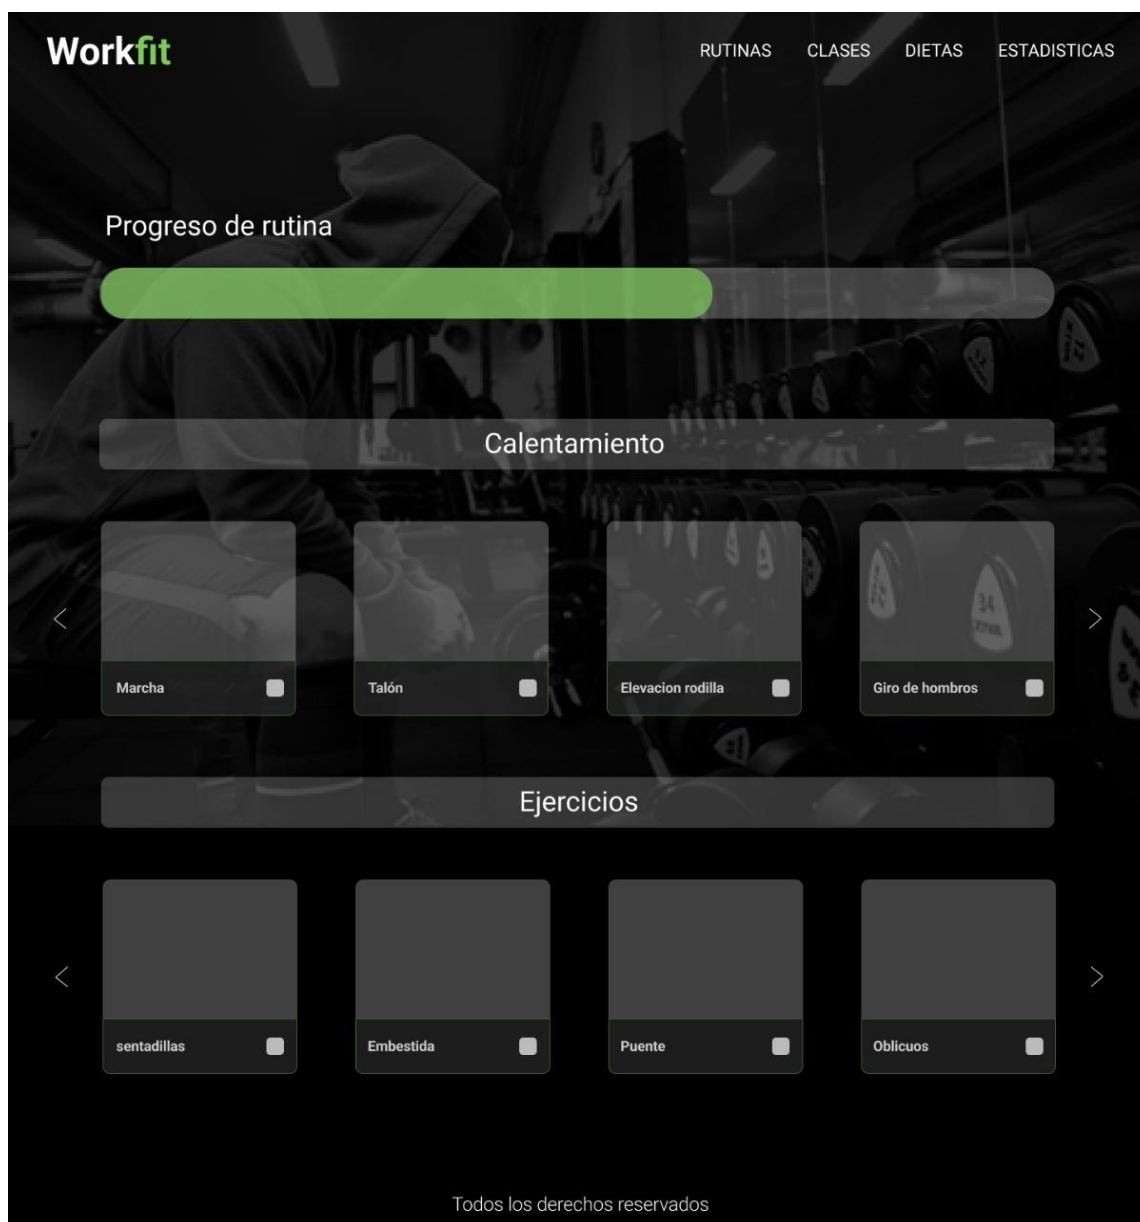 Workfit
RUTINAS CLASES DIETAS ESTADISTICAS
Progreso de rutina
Calentamiento
34
Marcha Talón Elevacion rodilla Giro de hombros
Ejercicios
sentadillas Embestida Puente Oblicuos
Todos los derechos reservados